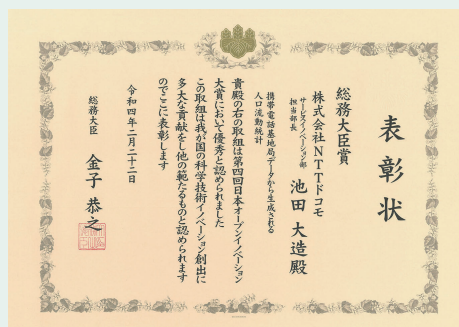 表彰状
総務大臣賞
株式会社NTTドコモ
サービスイノベーション部
担当部長
池田 大造殿
携帯電話基地局データから生成される
人口流動統計
貴殿の右の取組は第四回日本オープンイノベーション
大賞において優秀と認められました
この取組は我が国の科学技術イノベーション創出に
多大な貢献をし他の範たるものと認められます
のでここに表彰します
令和四年二月二十二日
総務大臣 金子 恭之